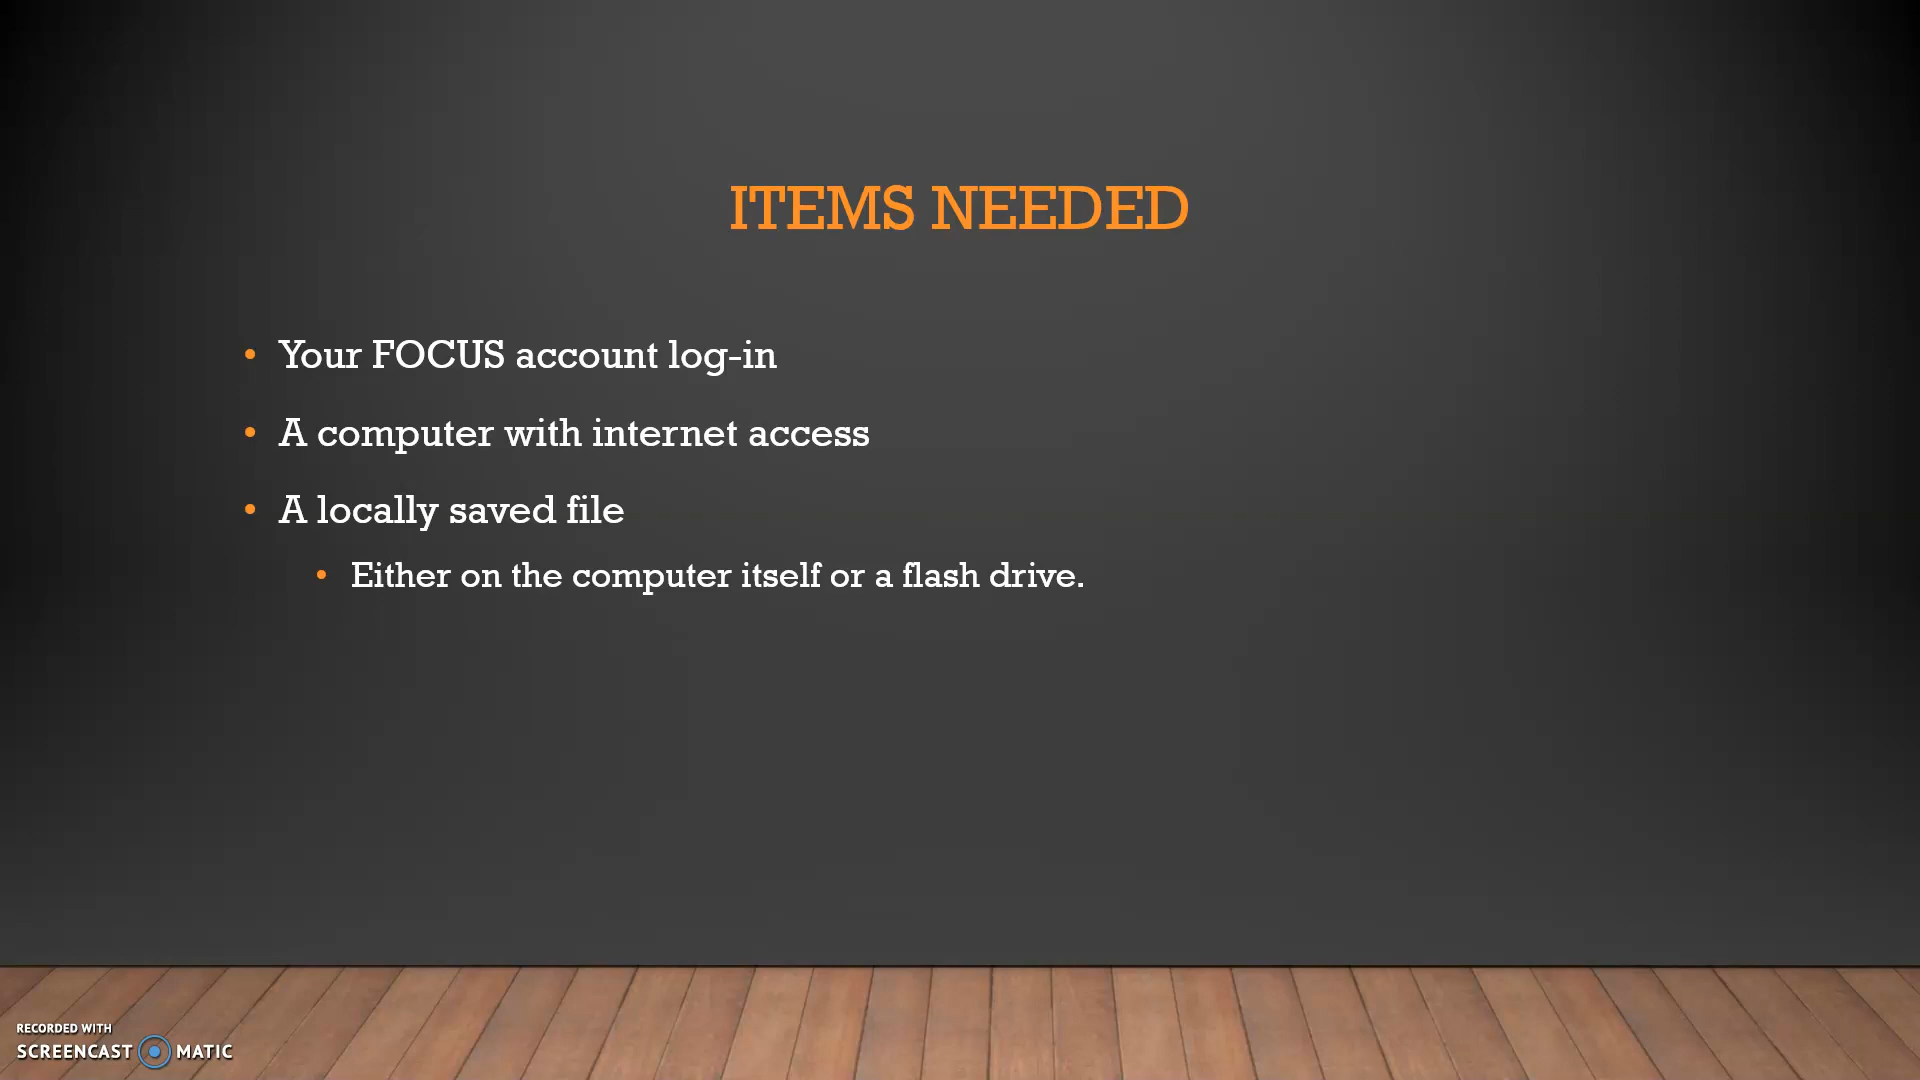 ITEMS NEEDED
• Your FOCUS account log-in
• A computer with internet access
• A locally saved file
• Either on the computer itself or a flash drive.
RECORDED WITH
SCREENCAST MATIC